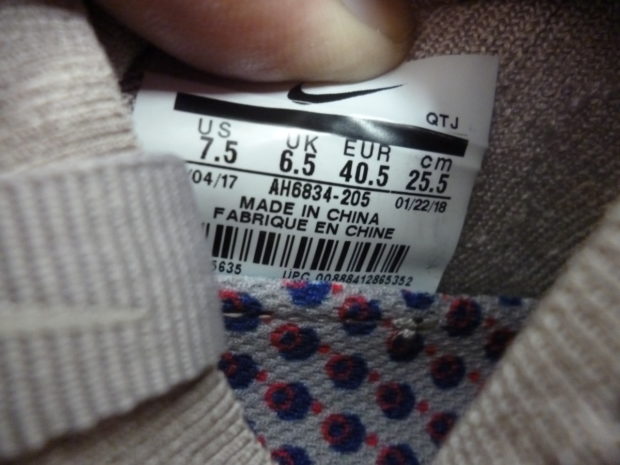 QTJ
US UK EUR cm
7.5 6.5 40.5 25.5
/04/17 AH6834-205 01/22/18
MADE IN CHINA
FABRIQUE EN CHINE
5635 UPC 00888412865352